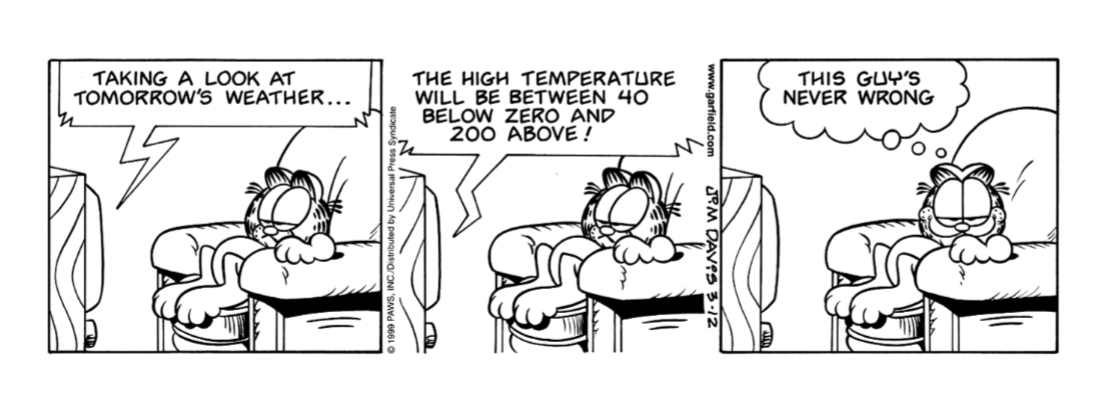 TAKING A LOOK AT
TOMORROW'S WEATHER...
© 1999 PAWS, INC./Distributed by Universal Press Syndicate
THE HIGH TEMPERATURE
WILL BE BETWEEN 40
BELOW ZERO AND
200 ABOVE!
www.garfield.com
JIM DAVIS 3.12
THIS GUY'S
NEVER WRONG